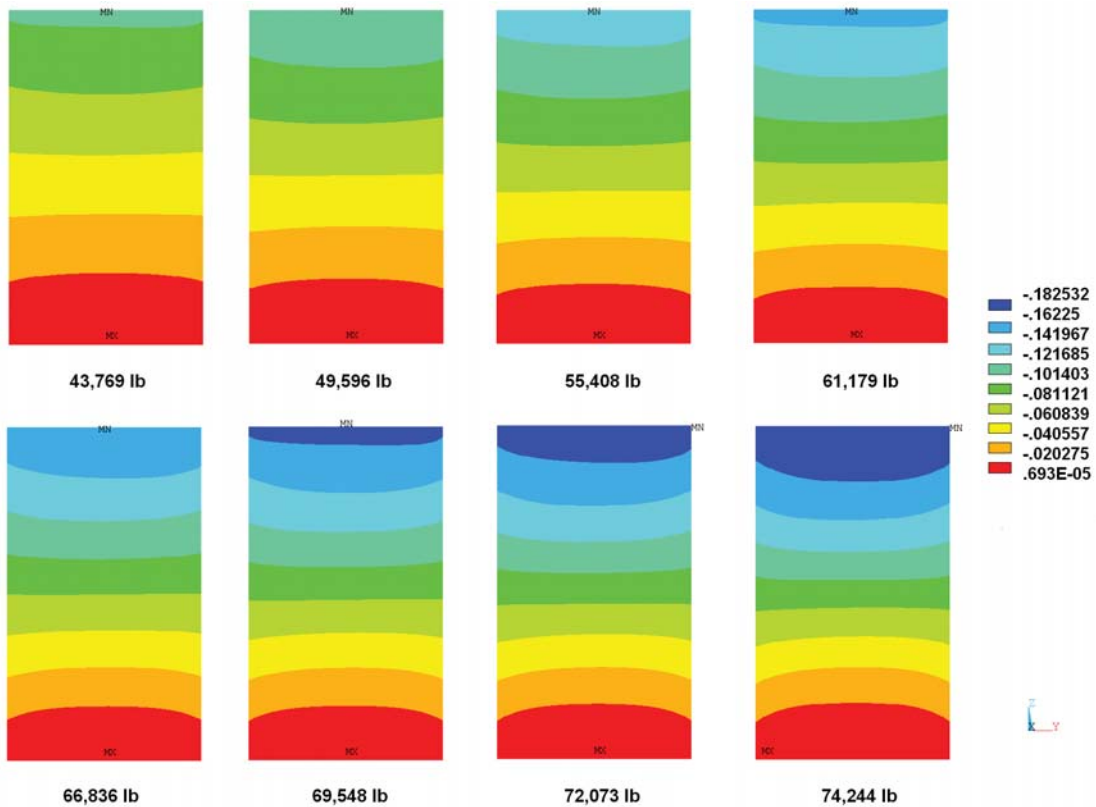 MN
MN
MN
MN
MX
MX
MX
MX
43,769 lb
49,596 lb
55,408 lb
61,179 lb
-.182532
-.16225
-.141967
-.121685
-.101403
-.081121
-.060839
-.040557
-.020275
.693E-05
MN
MN
MN
MN
MX
MX
MX
MX
Z
X Y
66,836 lb
69,548 lb
72,073 lb
74,244 lb